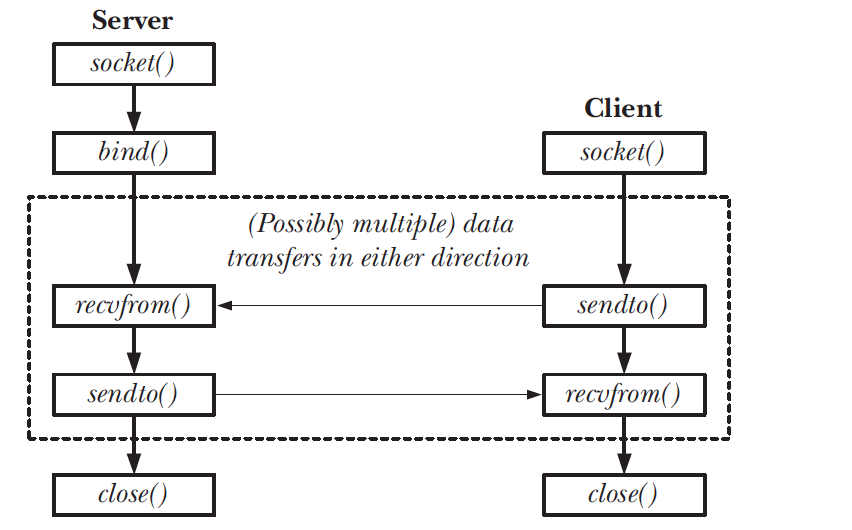 Server
socket()
bind()
Client
socket()
(Possibly multiple) data
transfers in either direction
recvfrom()
sendto()
sendto()
recvfrom()
close()
close()